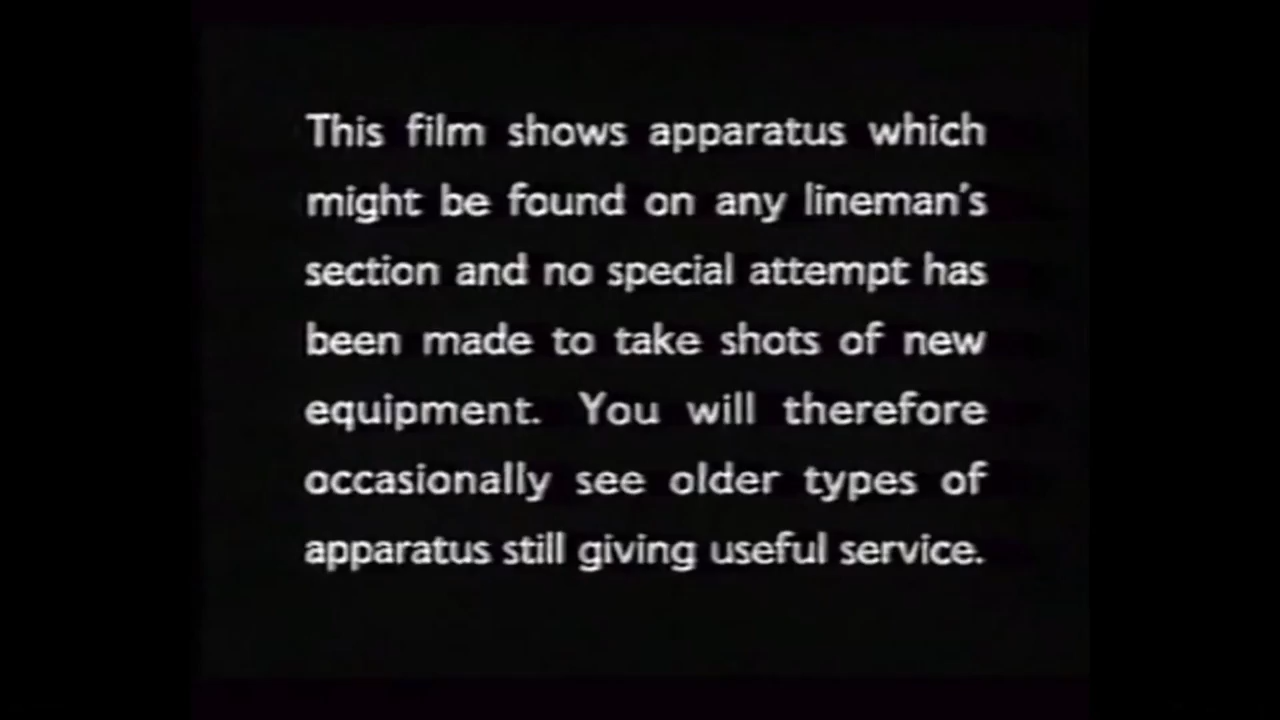 This film shows apparatus which
might be found on any lineman's
section and no special attempt has
been made to take shots of new
equipment. You will therefore
occasionally see older types of
apparatus still giving useful service.